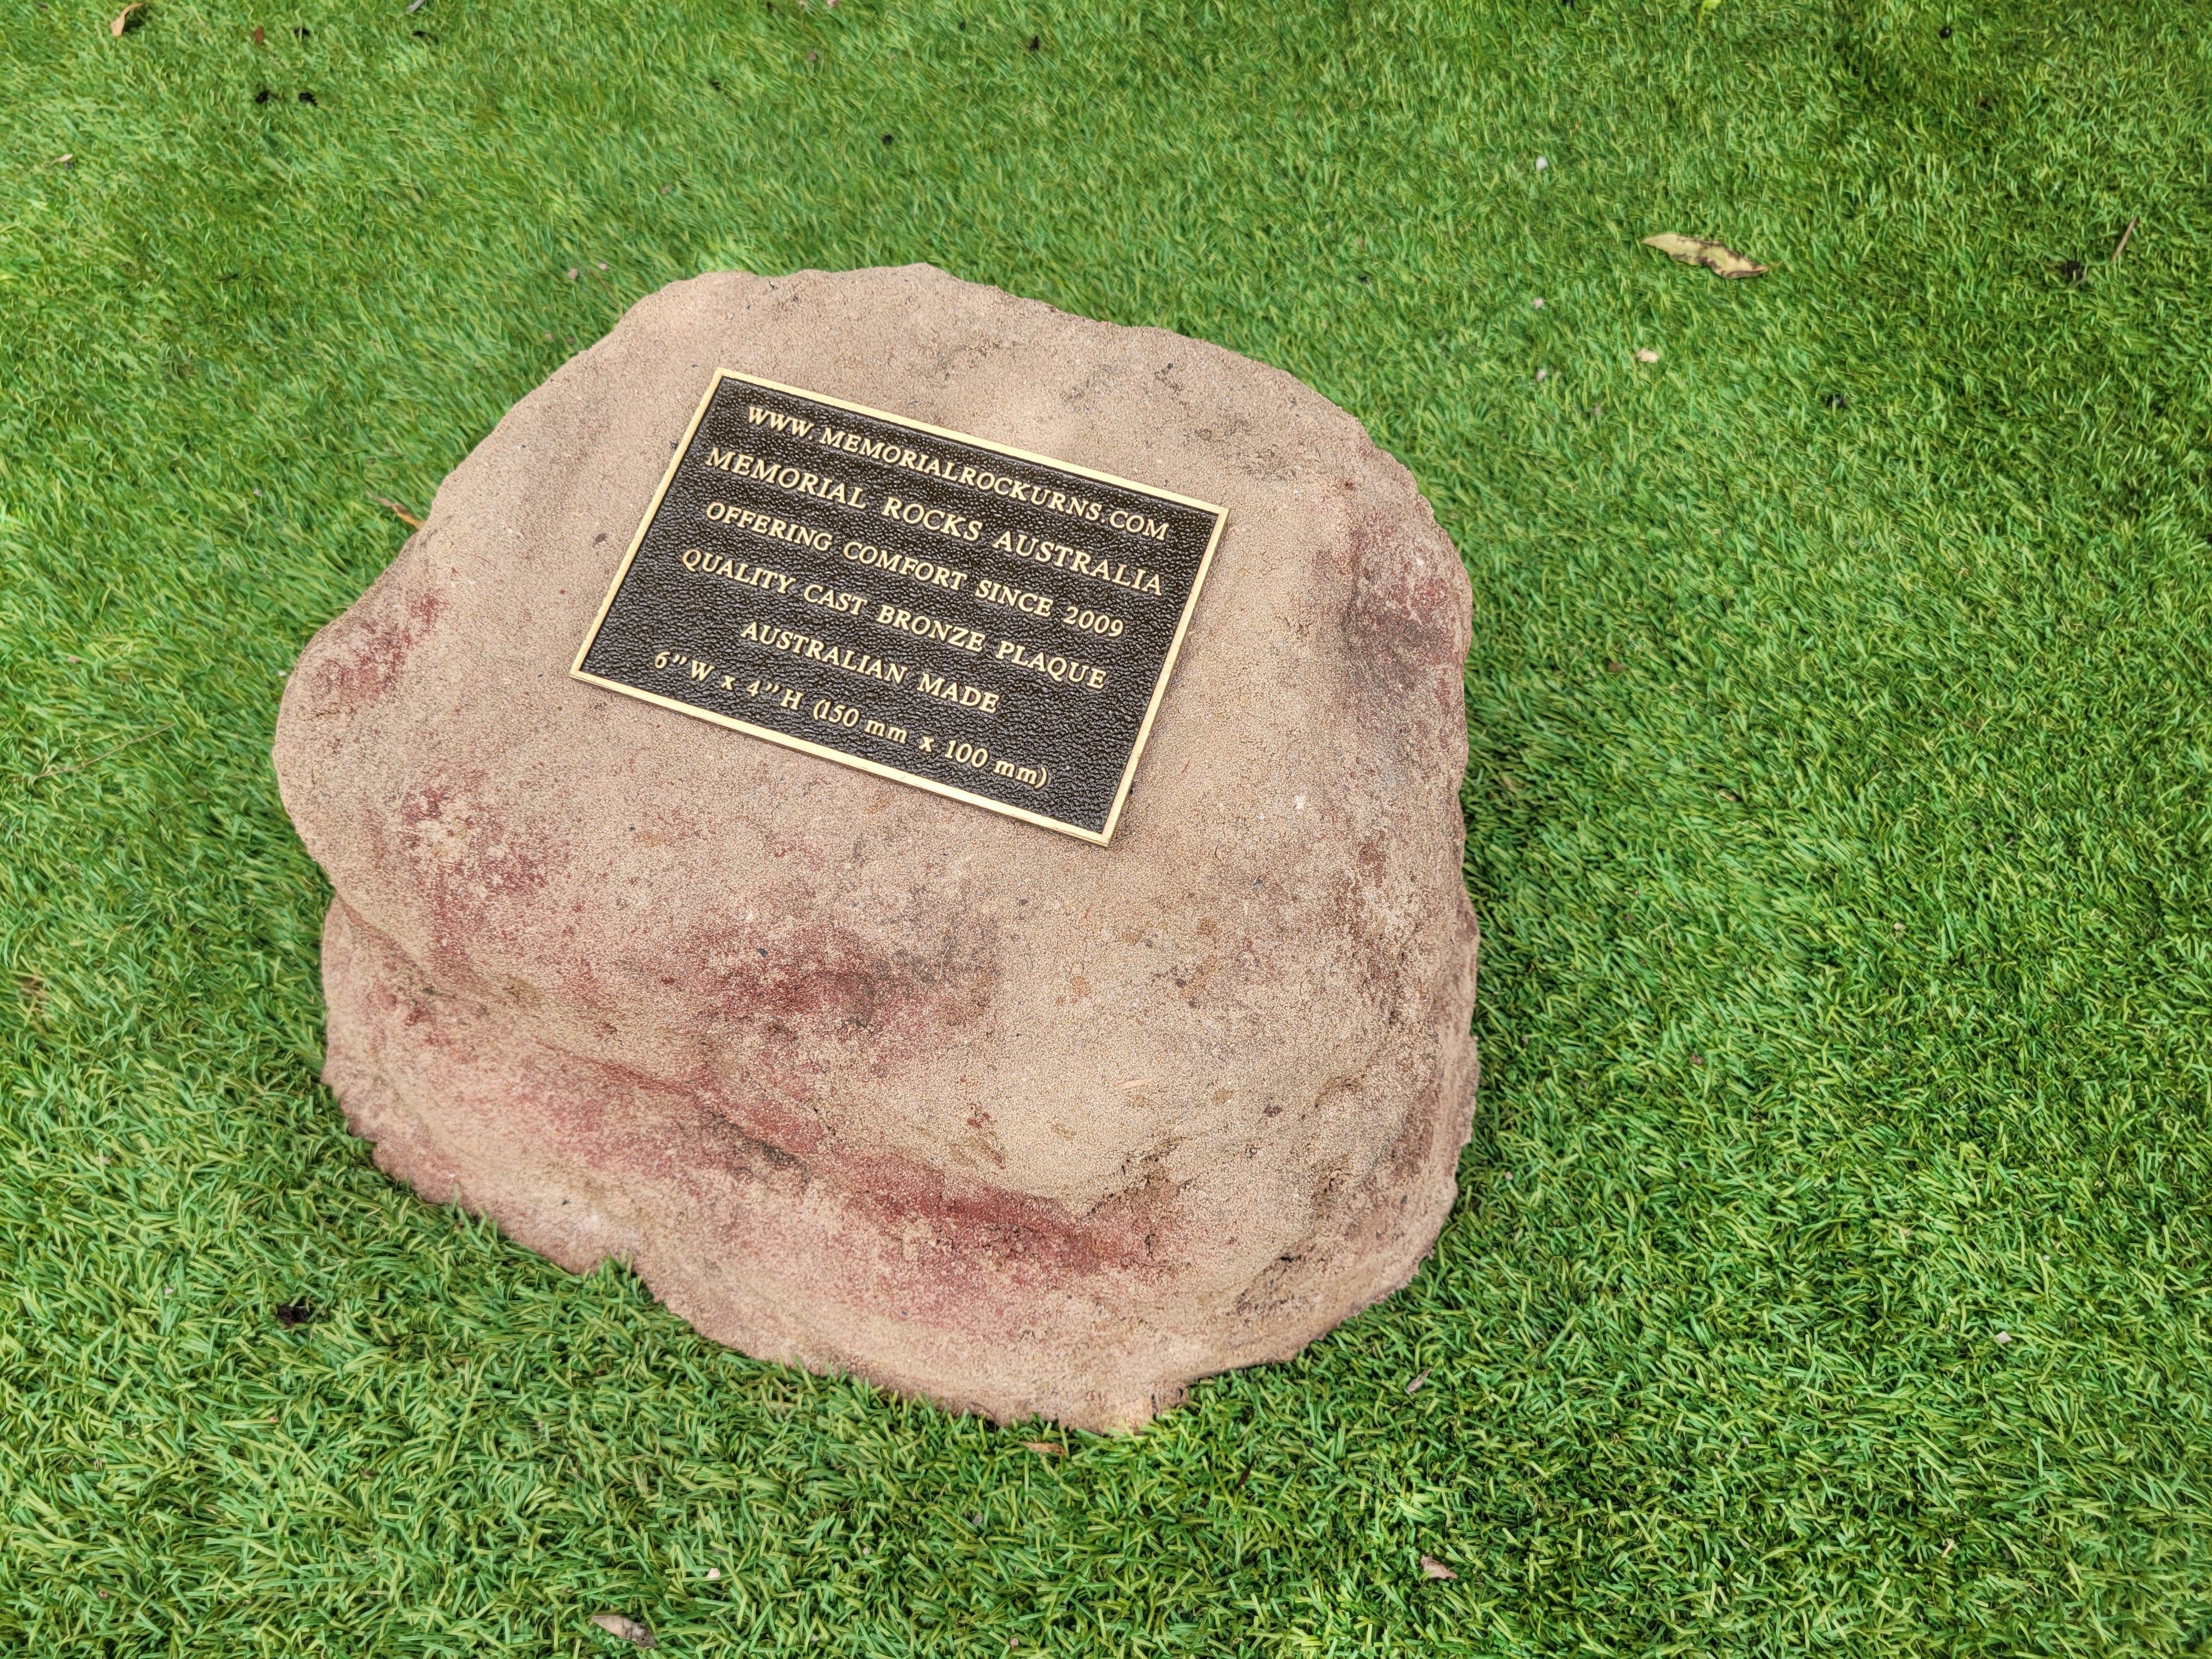 WWW.MEMORIALROCKURNS.COM
MEMORIAL ROCKS AUSTRALIA
OFFERING COMFORT SINCE 2009
QUALITY CAST BRONZE PLAQUE
AUSTRALIAN MADE
6"W x 4"H (150 mm x 100 mm)